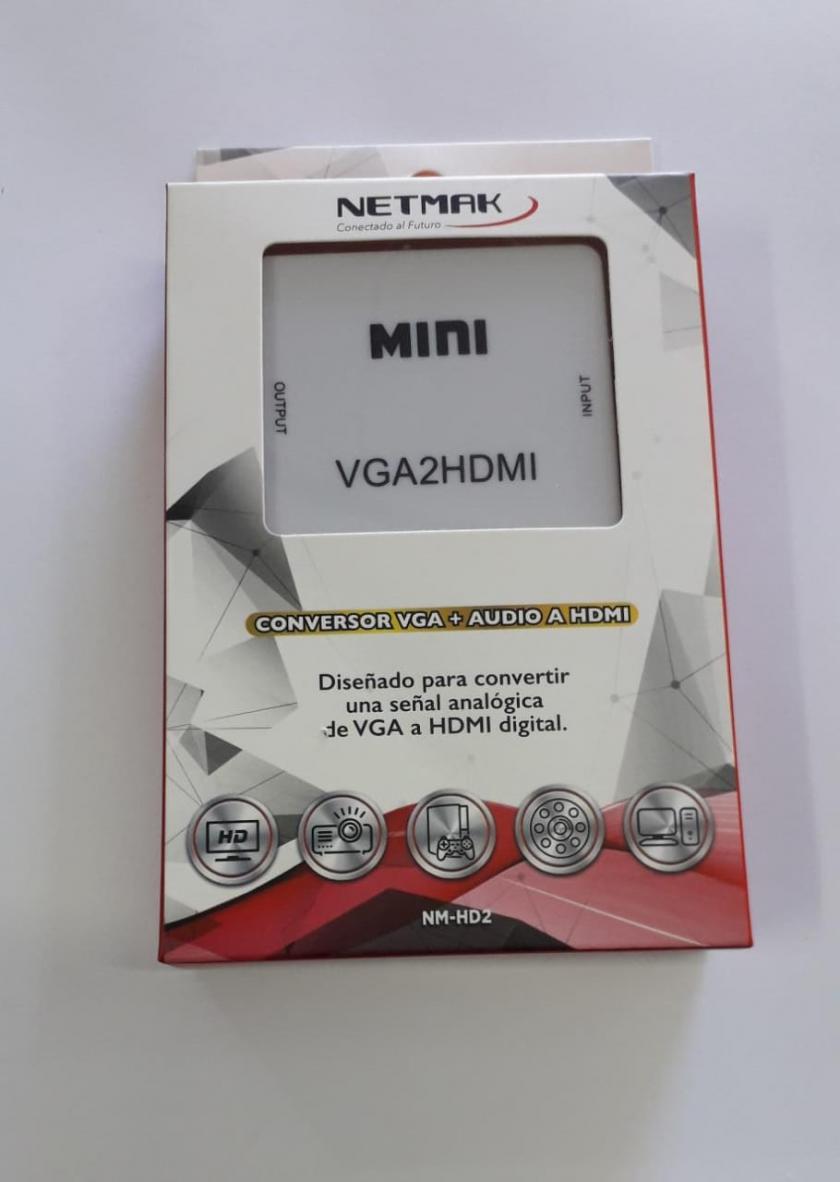 NETMAK
Conectado al Futuro
MINI
OUTPUT
INPUT
VGA2HDMI
CONVERSOR VGA + AUDIO A HDMI
Diseñado para convertir
una señal analógica
de VGA a HDMI digital.
HD
NM-HD2